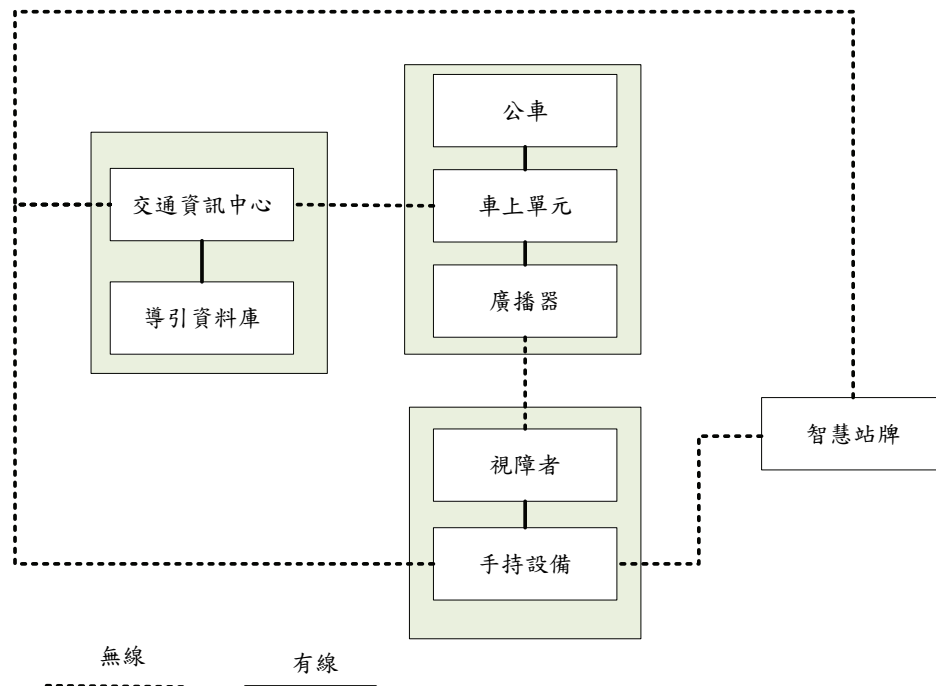 公車
交通資訊中心
車上單元
導引資料庫
廣播器
智慧站牌
視障者
手持設備
無線
有線